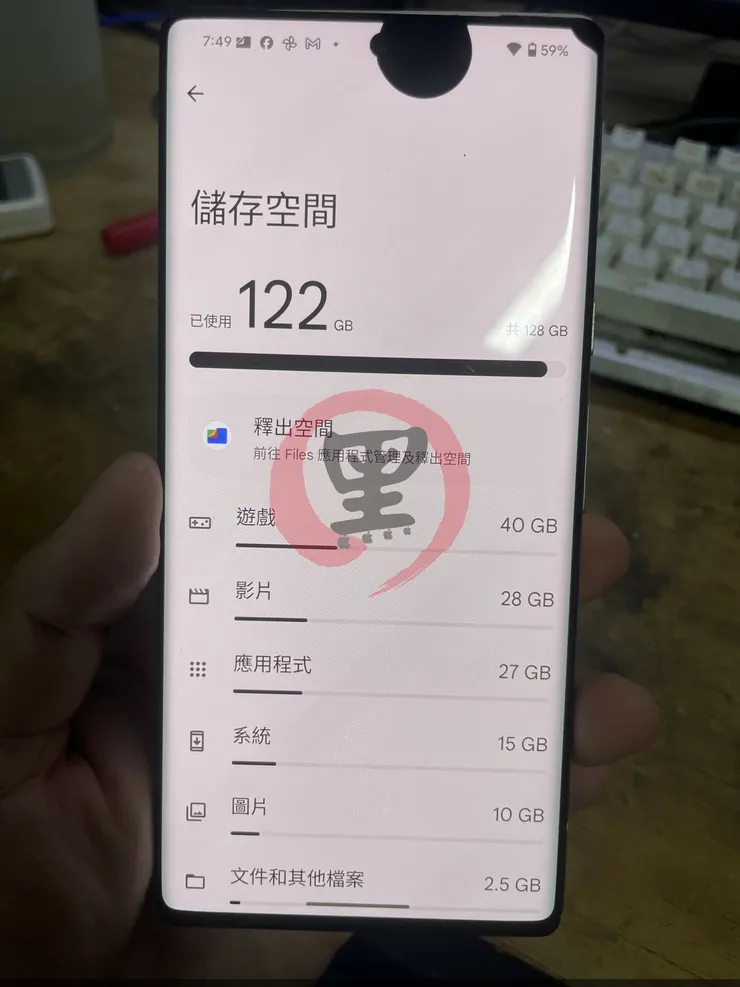 7:49
59%
儲存空間
已使用 122 GB
共 128 GB
釋出空間
前往 Files 應用程式管理及釋出空間
黑
遊戲
40 GB
影片
28 GB
應用程式
27 GB
系統
15 GB
圖片
10 GB
文件和其他檔案
2.5 GB